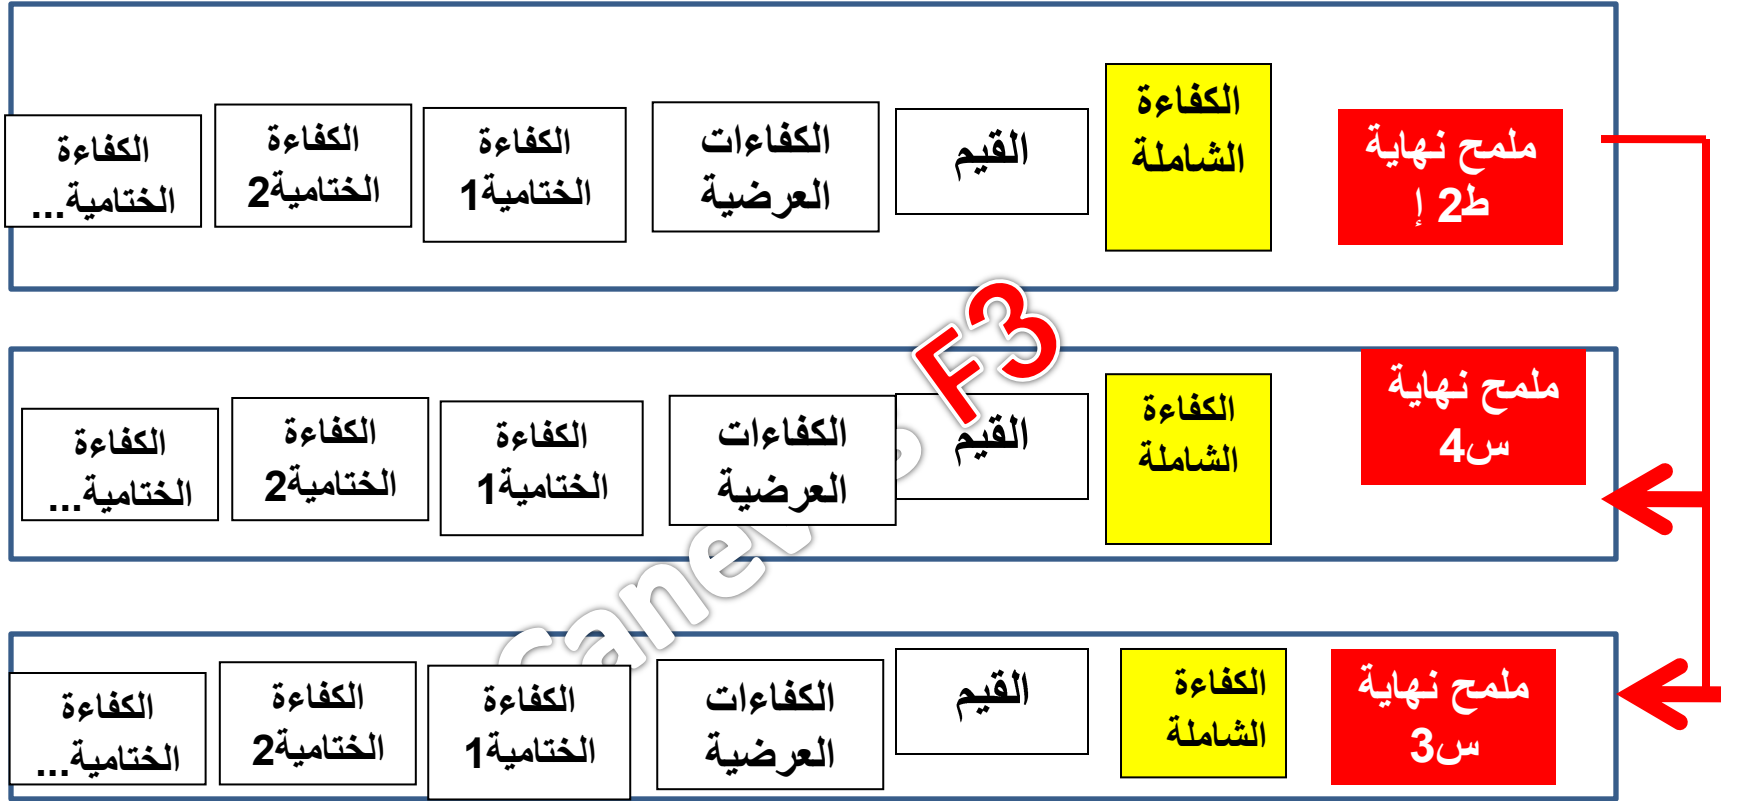 ملمح نهاية
ط2 إ
الكفاءة
الشاملة
القيم
الكفاءات
العرضية
الكفاءة
الختامية1
الكفاءة
الختامية2
الكفاءة
الختامية...
F3
ملمح نهاية
س4
الكفاءة
الشاملة
القيم
الكفاءات
العرضية
الكفاءة
الختامية1
الكفاءة
الختامية2
الكفاءة
الختامية...
ملمح نهاية
س3
الكفاءة
الشاملة
القيم
الكفاءات
العرضية
الكفاءة
الختامية1
الكفاءة
الختامية2
الكفاءة
الختامية...